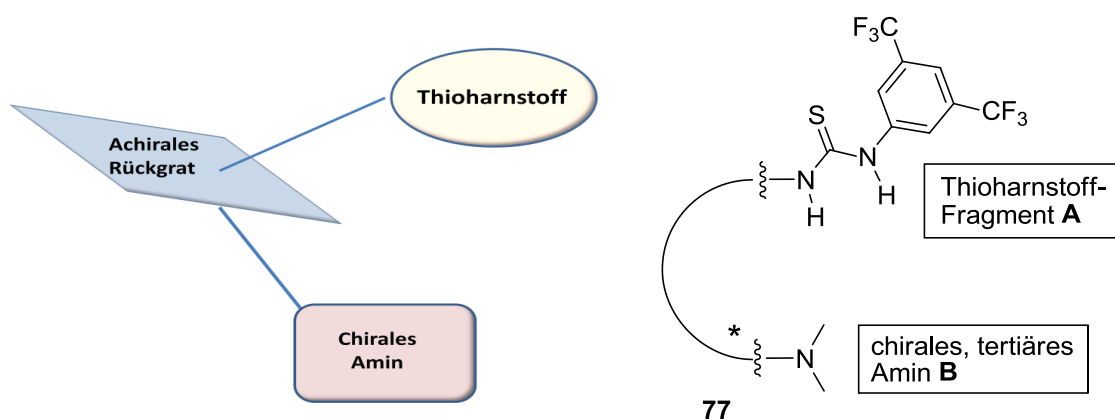 Achirales
Rückgrat
Thioharnstoff
Chirales
Amin
F₃C
CF₃
S
N
N
H
H
Thioharnstoff-
Fragment A
*
N
chirales, tertiäres
Amin B
77